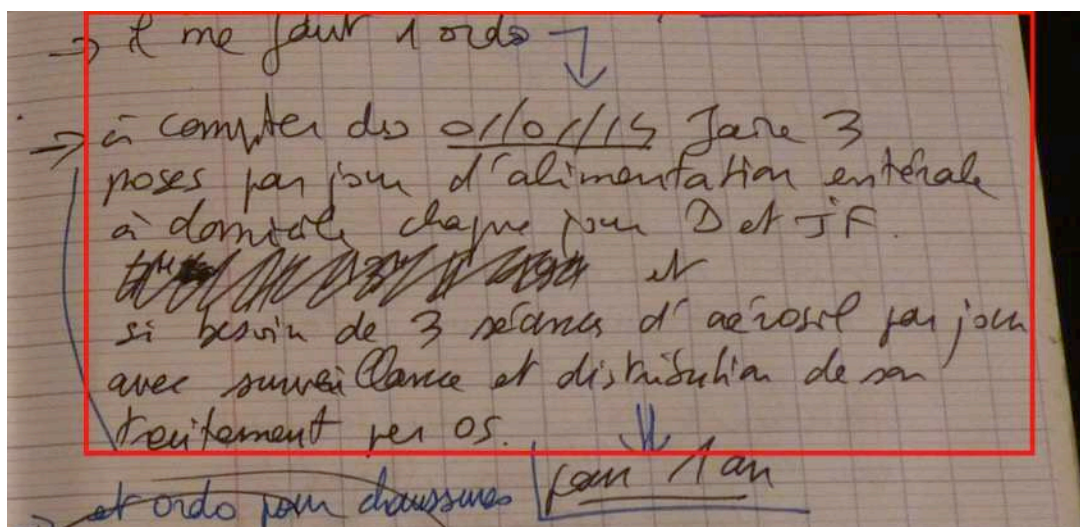 → il me faut 1 ordo
→ à compter du 01/01/15 Faire 3
poses par jour d'alimentation entérale
à domicile chaque jour D et JF.
et
si besoin de 3 séances d'aérosol par jour
avec surveillance et distribution de son
traitement per os.
pour 1 an
→ et ordo pour chaussures